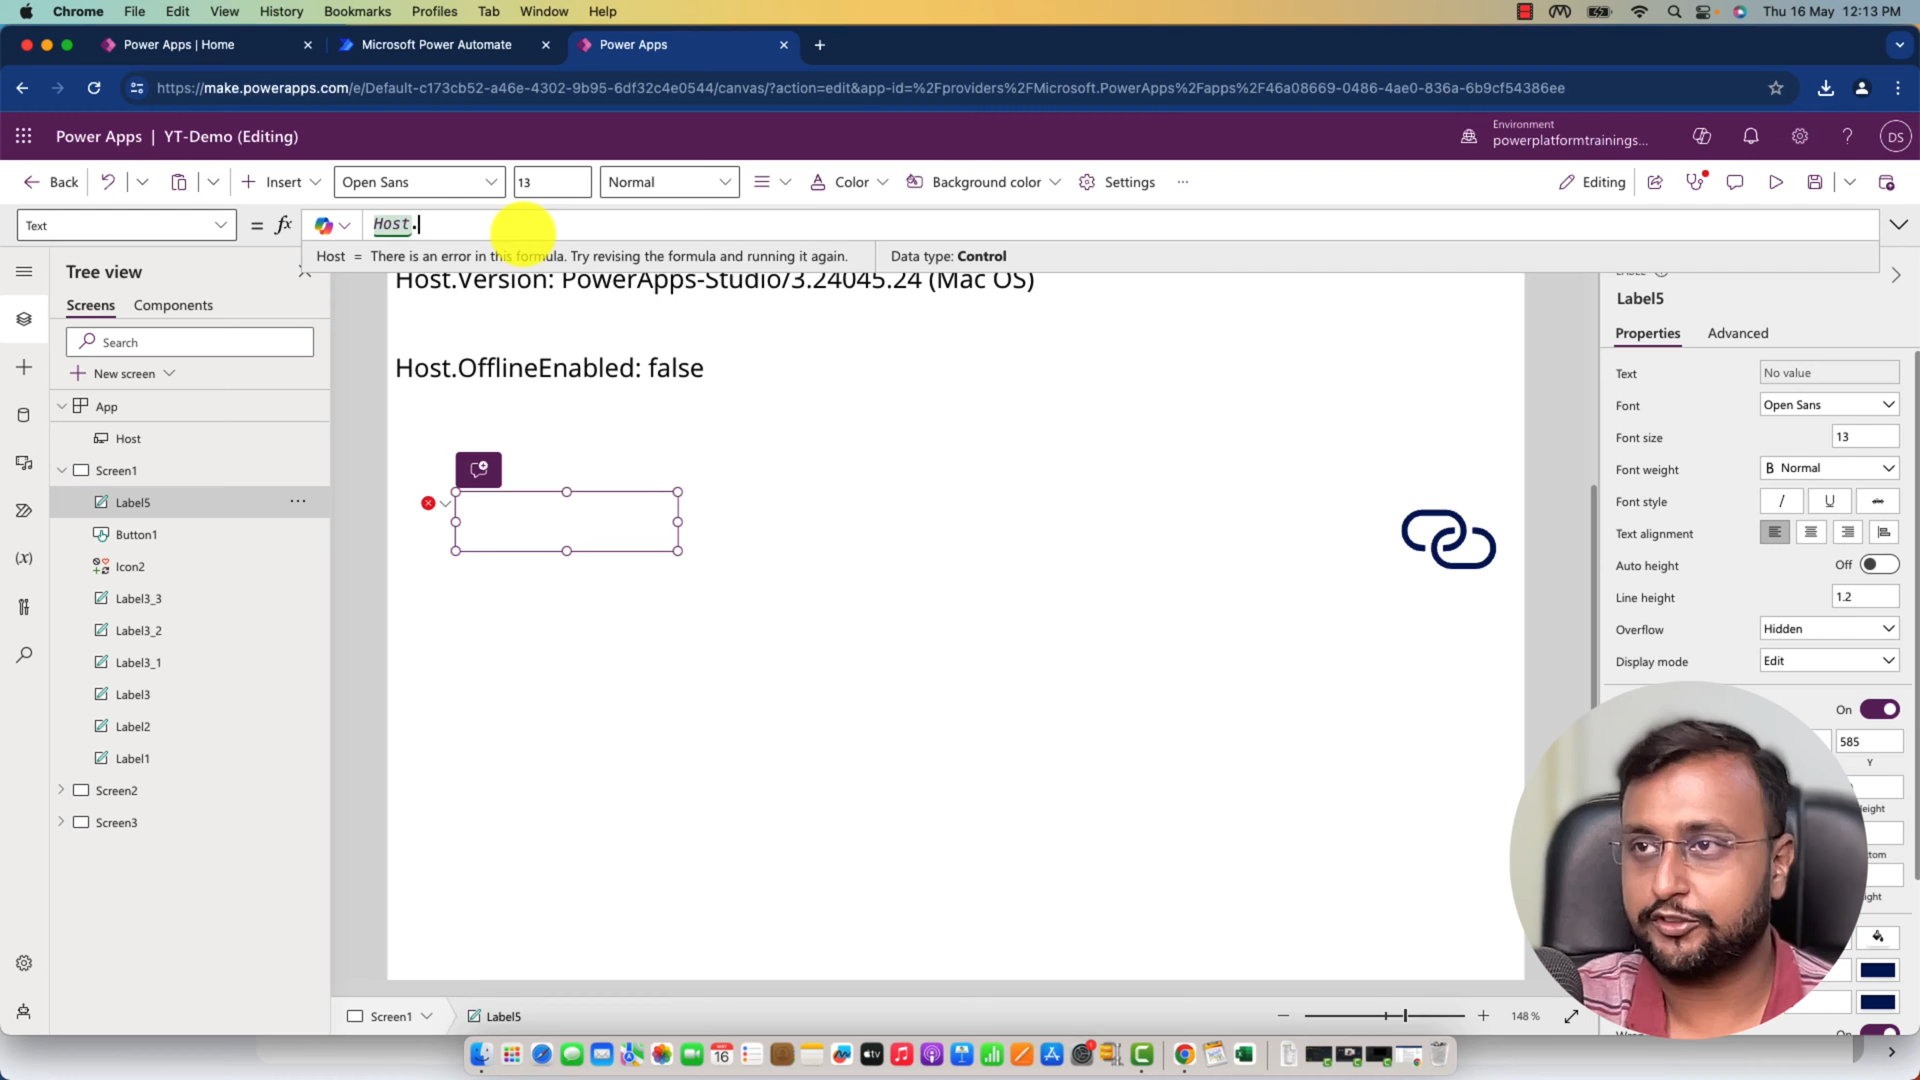 Chrome File Edit View History Bookmarks Profiles Tab Window Help Thu 16 May 12:13 PM
Power Apps | Home Microsoft Power Automate Power Apps
https://make.powerapps.com/e/Default-c173cb52-a46e-4302-9b95-6df32c4e0544/canvas/?action=edit&app-id=%2Fproviders%2FMicrosoft.PowerApps%2Fapps%2F46a08669-0486-4ae0-836a-6b9cf54386ee
Power Apps | YT-Demo (Editing)
Environment
powerplatformtrainings...
DS
Back Insert Open Sans 13 Normal Color Background color Settings ... Editing
Text = fx Host.
Host = There is an error in this formula. Try revising the formula and running it again. Data type: Control
Tree view
Screens Components
Search
New screen
App
Host
Screen1
Label5 ...
Button1
Icon2
Label3_3
Label3_2
Label3_1
Label3
Label2
Label1
Screen2
Screen3
Host.Version: PowerApps-Studio/3.24045.24 (Mac OS)
Host.OfflineEnabled: false
Label5
Properties Advanced
Text No value
Font Open Sans
Font size 13
Font weight B Normal
Font style / U abc
Text alignment
Auto height Off
Line height 1.2
Overflow Hidden
Display mode Edit
On
585
Y
Screen1 Label5 148 %
MAY
16
tv